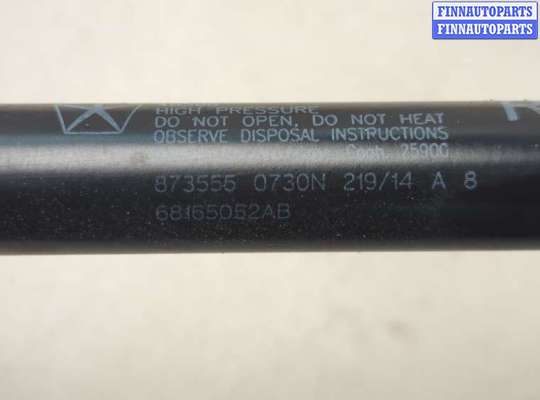 FINNAUTOPARTS
FINNAUTOPARTS
HIGH PRESSURE
DO NOT OPEN, DO NOT HEAT
OBSERVE DISPOSAL INSTRUCTIONS
25900
873555 0730N 219/14 A 8
68165052AB